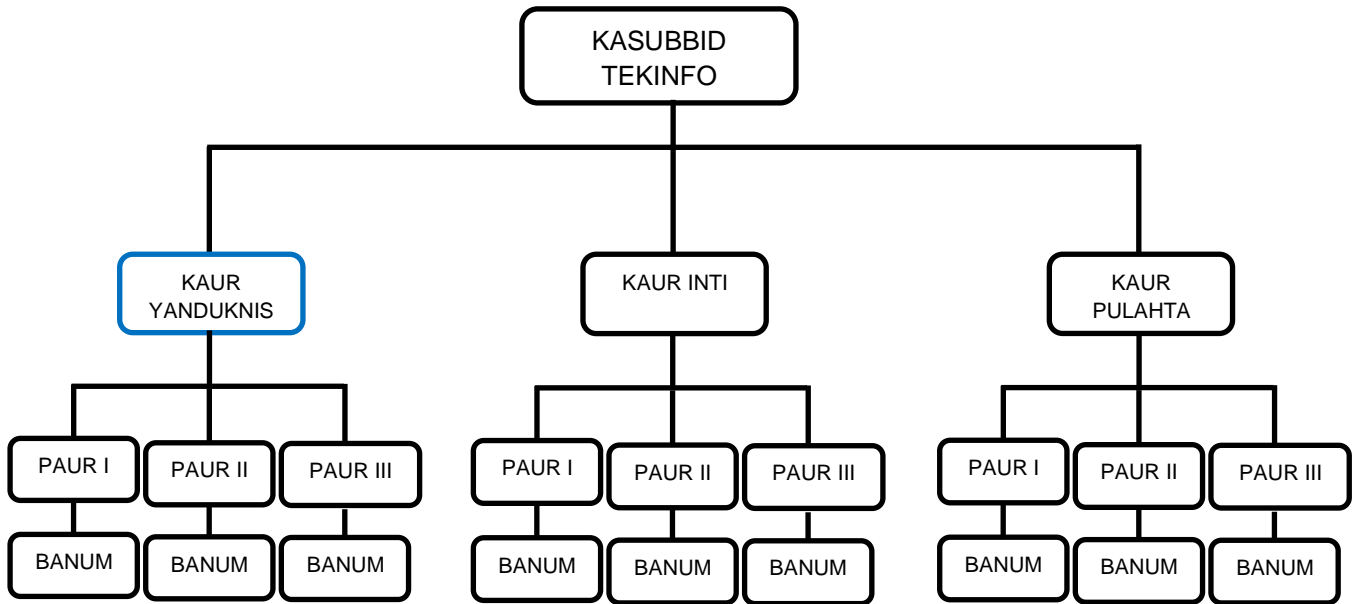 KASUBBID
TEKINFO
KAUR
YANDUKNIS
KAUR INTI
KAUR
PULAHTA
PAUR I
PAUR II
PAUR III
PAUR I
PAUR II
PAUR III
PAUR I
PAUR II
PAUR III
BANUM
BANUM
BANUM
BANUM
BANUM
BANUM
BANUM
BANUM
BANUM